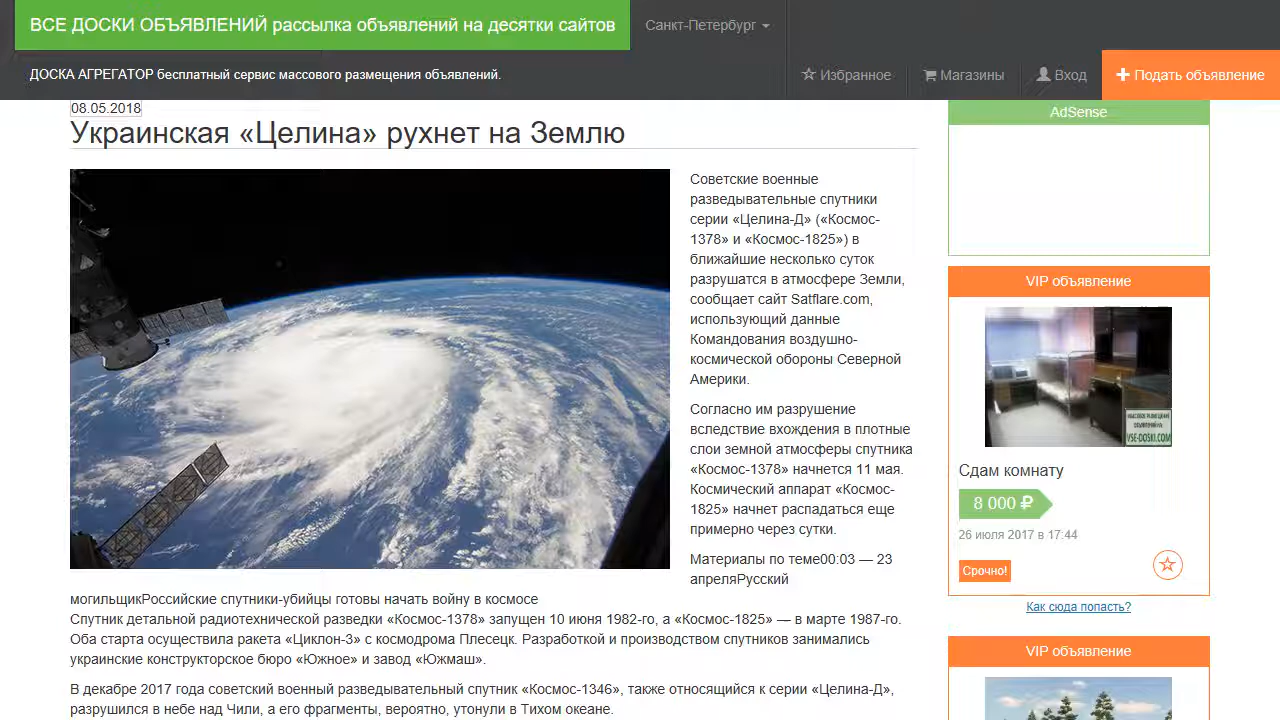 ВСЕ ДОСКИ ОБЪЯВЛЕНИЙ рассылка объявлений на десятки сайтов
Санкт-Петербург
ДОСКА АГРЕГАТОР бесплатный сервис массового размещения объявлений.
Избранное
Магазины
Вход
Подать объявление
08.05.2018
Украинская «Целина» рухнет на Землю
Советские военные
разведывательные спутники
серии «Целина-Д» («Космос-
1378» и «Космос-1825») в
ближайшие несколько суток
разрушатся в атмосфере Земли,
сообщает сайт Satflare.com,
использующий данные
Командования воздушно-
космической обороны Северной
Америки.
Согласно им разрушение
вследствие вхождения в плотные
слои земной атмосферы спутника
«Космос-1378» начнется 11 мая.
Космический аппарат «Космос-
1825» начнет распадаться еще
примерно через сутки.
Материалы по теме00:03 — 23
апреляРусский
могильщикРоссийские спутники-убийцы готовы начать войну в космосе
Спутник детальной радиотехнической разведки «Космос-1378» запущен 10 июня 1982-го, а «Космос-1825» — в марте 1987-го.
Оба старта осуществила ракета «Циклон-3» с космодрома Плесецк. Разработкой и производством спутников занимались
украинские конструкторское бюро «Южное» и завод «Южмаш».
В декабре 2017 года советский военный разведывательный спутник «Космос-1346», также относящийся к серии «Целина-Д»,
разрушился в небе над Чили, а его фрагменты, вероятно, утонули в Тихом океане.
AdSense
VIP объявление
VSE-DOSKI.COM
Сдам комнату
8 000 ₽
26 июля 2017 в 17:44
Срочно!
Как сюда попасть?
VIP объявление